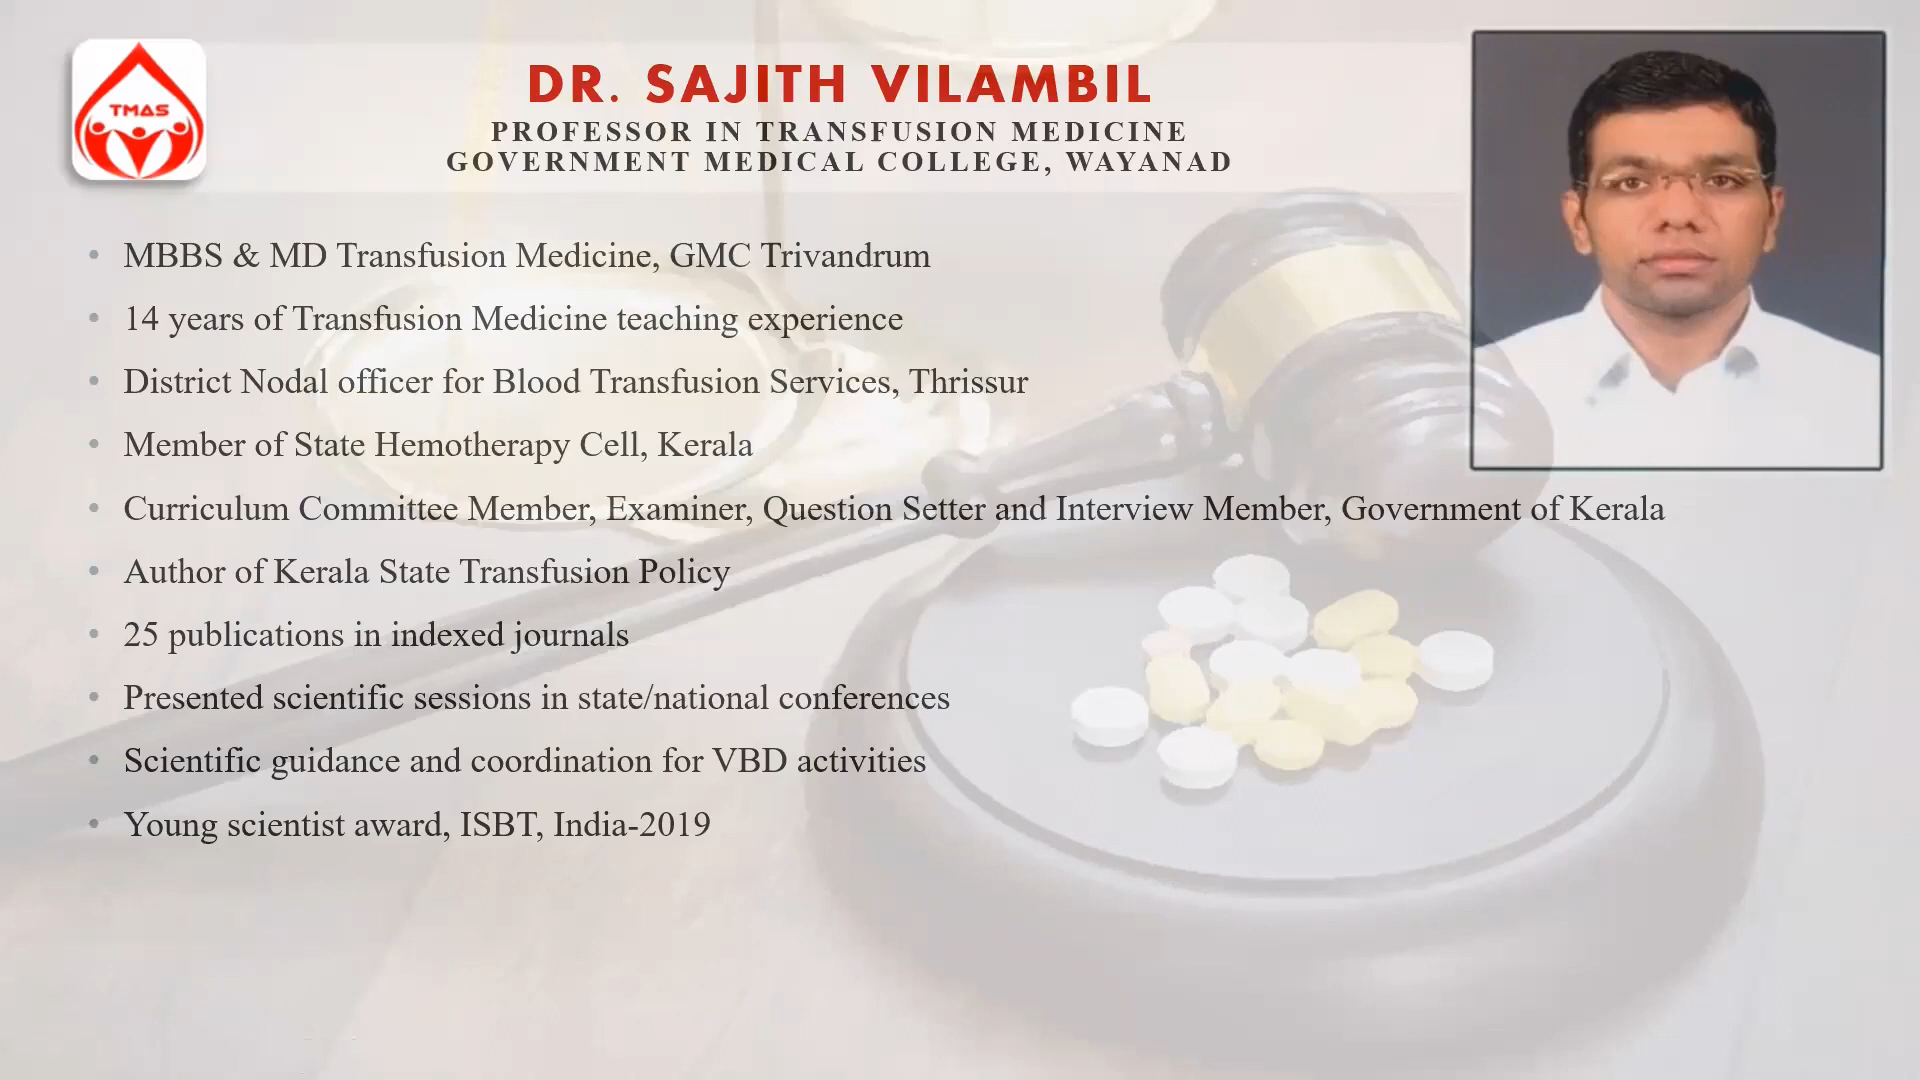 TMAS
DR. SAJITH VILAMBIL
PROFESSOR IN TRANSFUSION MEDICINE
GOVERNMENT MEDICAL COLLEGE, WAYANAD
• MBBS & MD Transfusion Medicine, GMC Trivandrum
• 14 years of Transfusion Medicine teaching experience
• District Nodal officer for Blood Transfusion Services, Thrissur
• Member of State Hemotherapy Cell, Kerala
• Curriculum Committee Member, Examiner, Question Setter and Interview Member, Government of Kerala
• Author of Kerala State Transfusion Policy
• 25 publications in indexed journals
• Presented scientific sessions in state/national conferences
• Scientific guidance and coordination for VBD activities
• Young scientist award, ISBT, India-2019